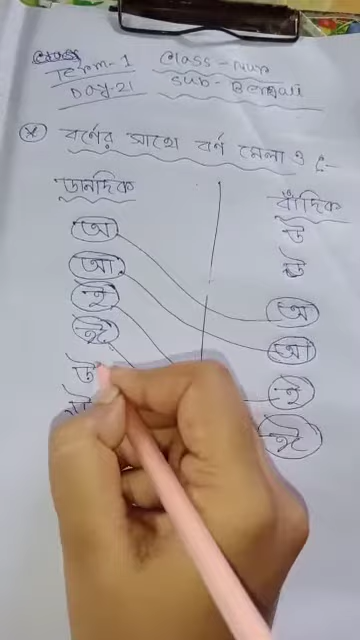 Term-1 Class-Nur
Day-21 Sub-Bengali
বর্ণের সাথে বর্ণ মেলাও :-
ডানদিক বাঁদিক
অ উ
আ ঊ
ই অ
ঈ আ
উ ই
ঈ